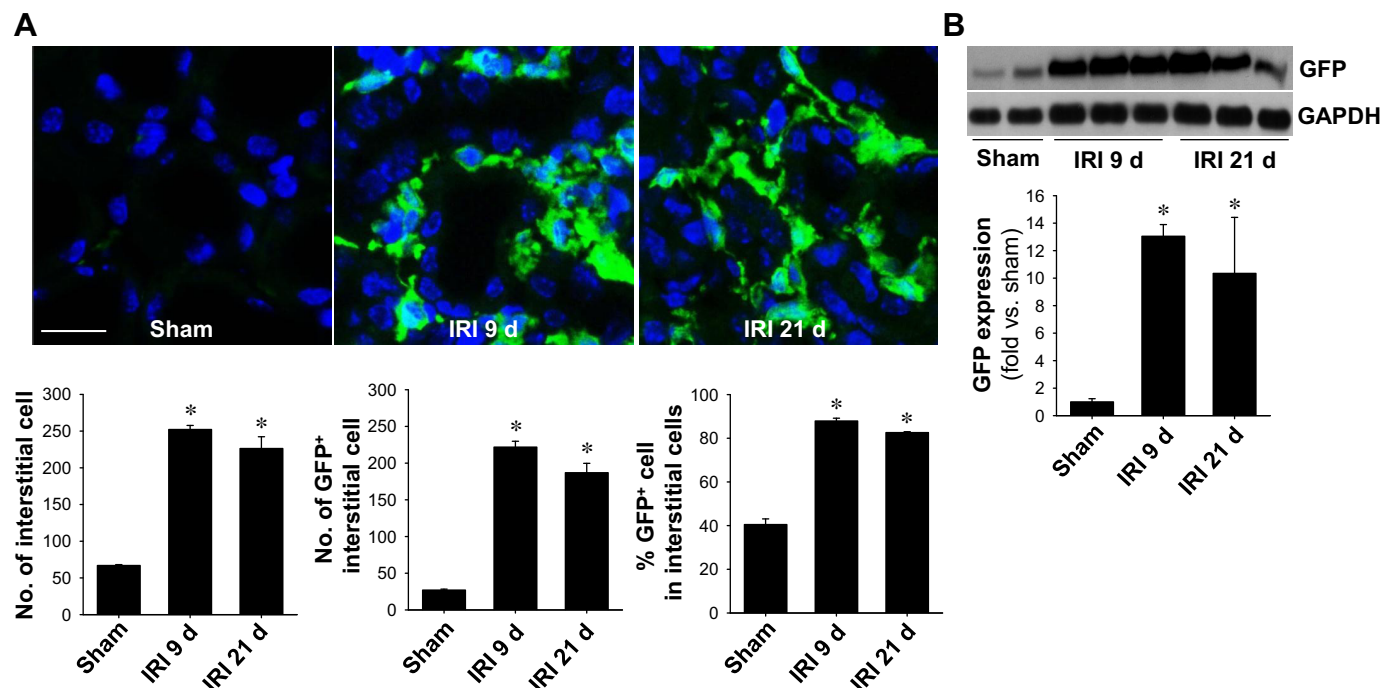 A
Sham
IRI 9 d
IRI 21 d
No. of interstitial cell
300
250
200
150
100
50
0
*
*
Sham
IRI 9 d
IRI 21 d
No. of GFP+
interstitial cell
300
250
200
150
100
50
0
*
*
Sham
IRI 9 d
IRI 21 d
% GFP+ cell
in interstitial cells
100
80
60
40
20
0
*
*
Sham
IRI 9 d
IRI 21 d
B
GFP
GAPDH
Sham
IRI 9 d
IRI 21 d
GFP expression
(fold vs. sham)
16
14
12
10
8
6
4
2
0
*
*
Sham
IRI 9 d
IRI 21 d